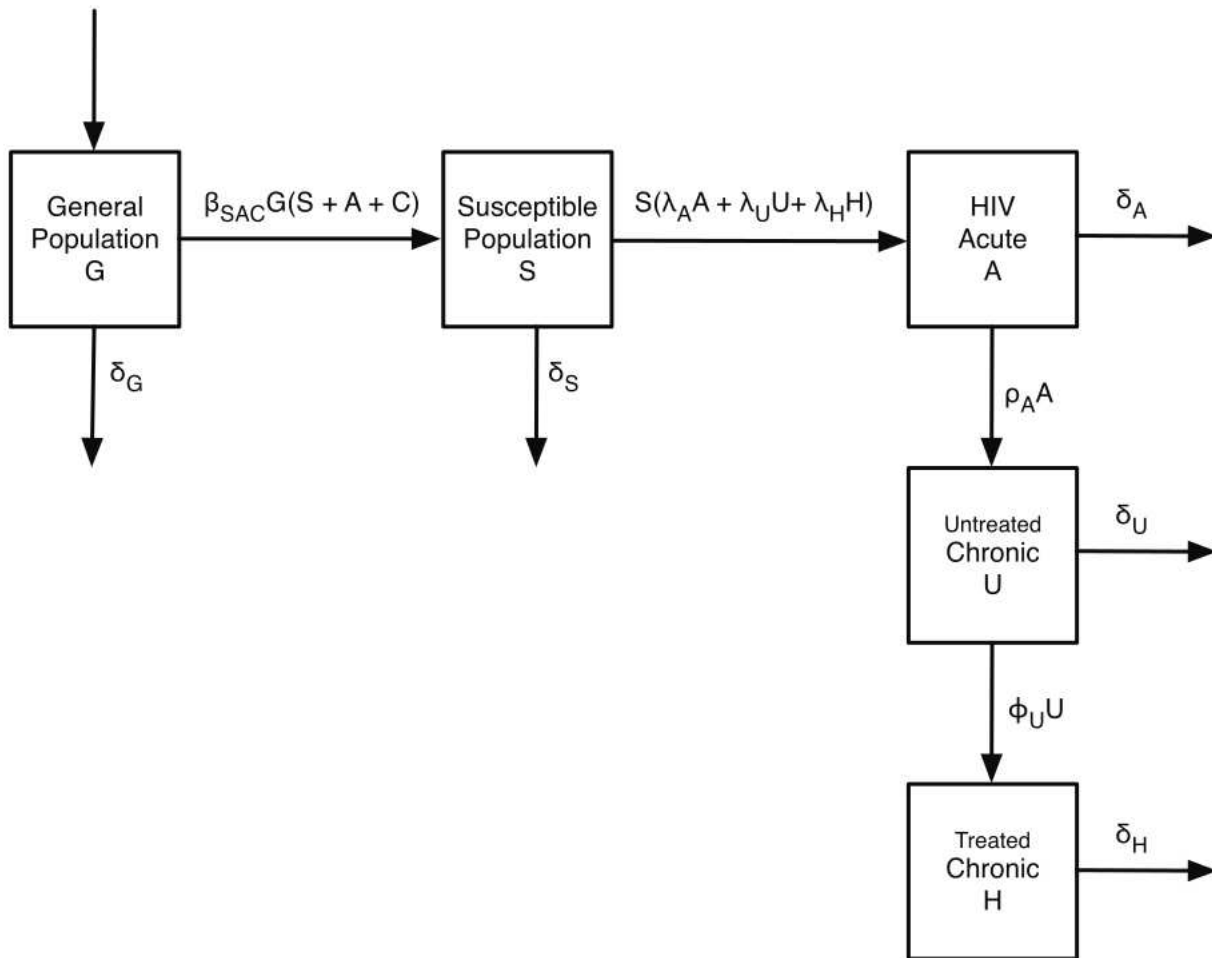 General
Population
G
β_SAC G(S + A + C)
Susceptible
Population
S
S(λ_A A + λ_U U+ λ_H H)
HIV
Acute
A
δ_A
δ_G
δ_S
ρ_A A
Untreated
Chronic
U
δ_U
ϕ_U U
Treated
Chronic
H
δ_H